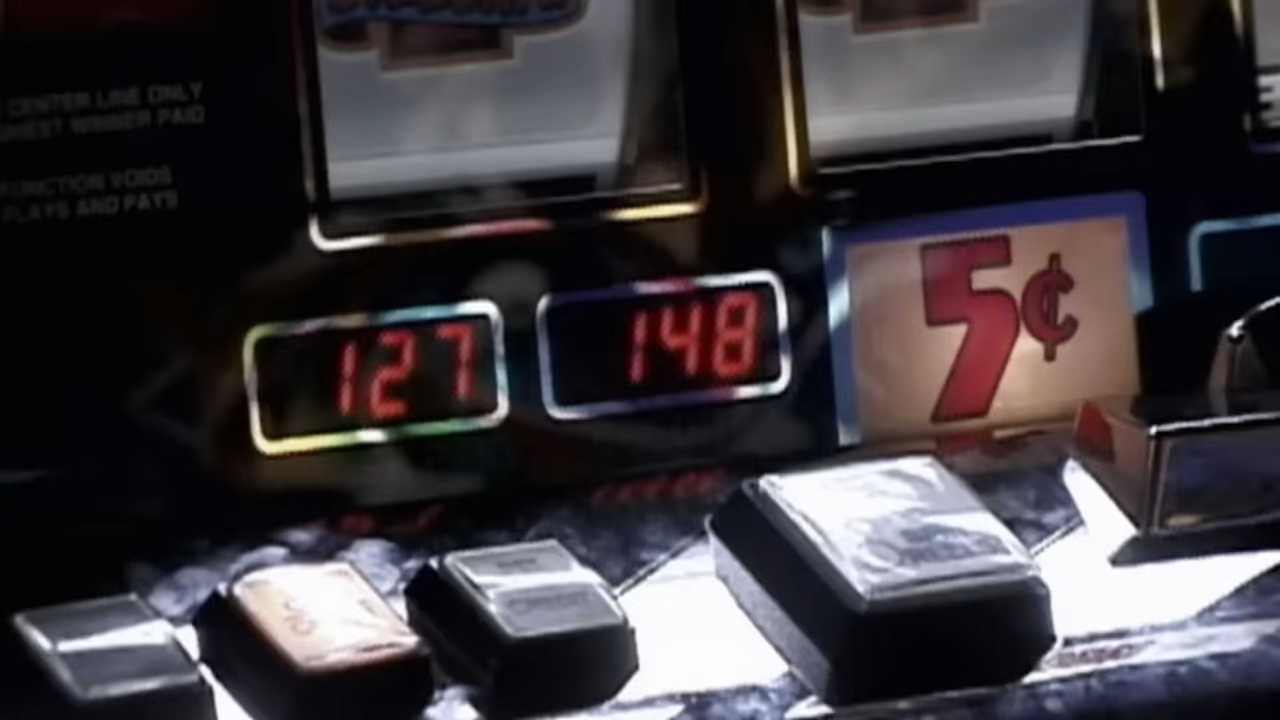 CENTER LINE ONLY
HIGHEST WINNER PAID
FUNCTION VOIDS
PLAYS AND PAYS
127
148
5¢